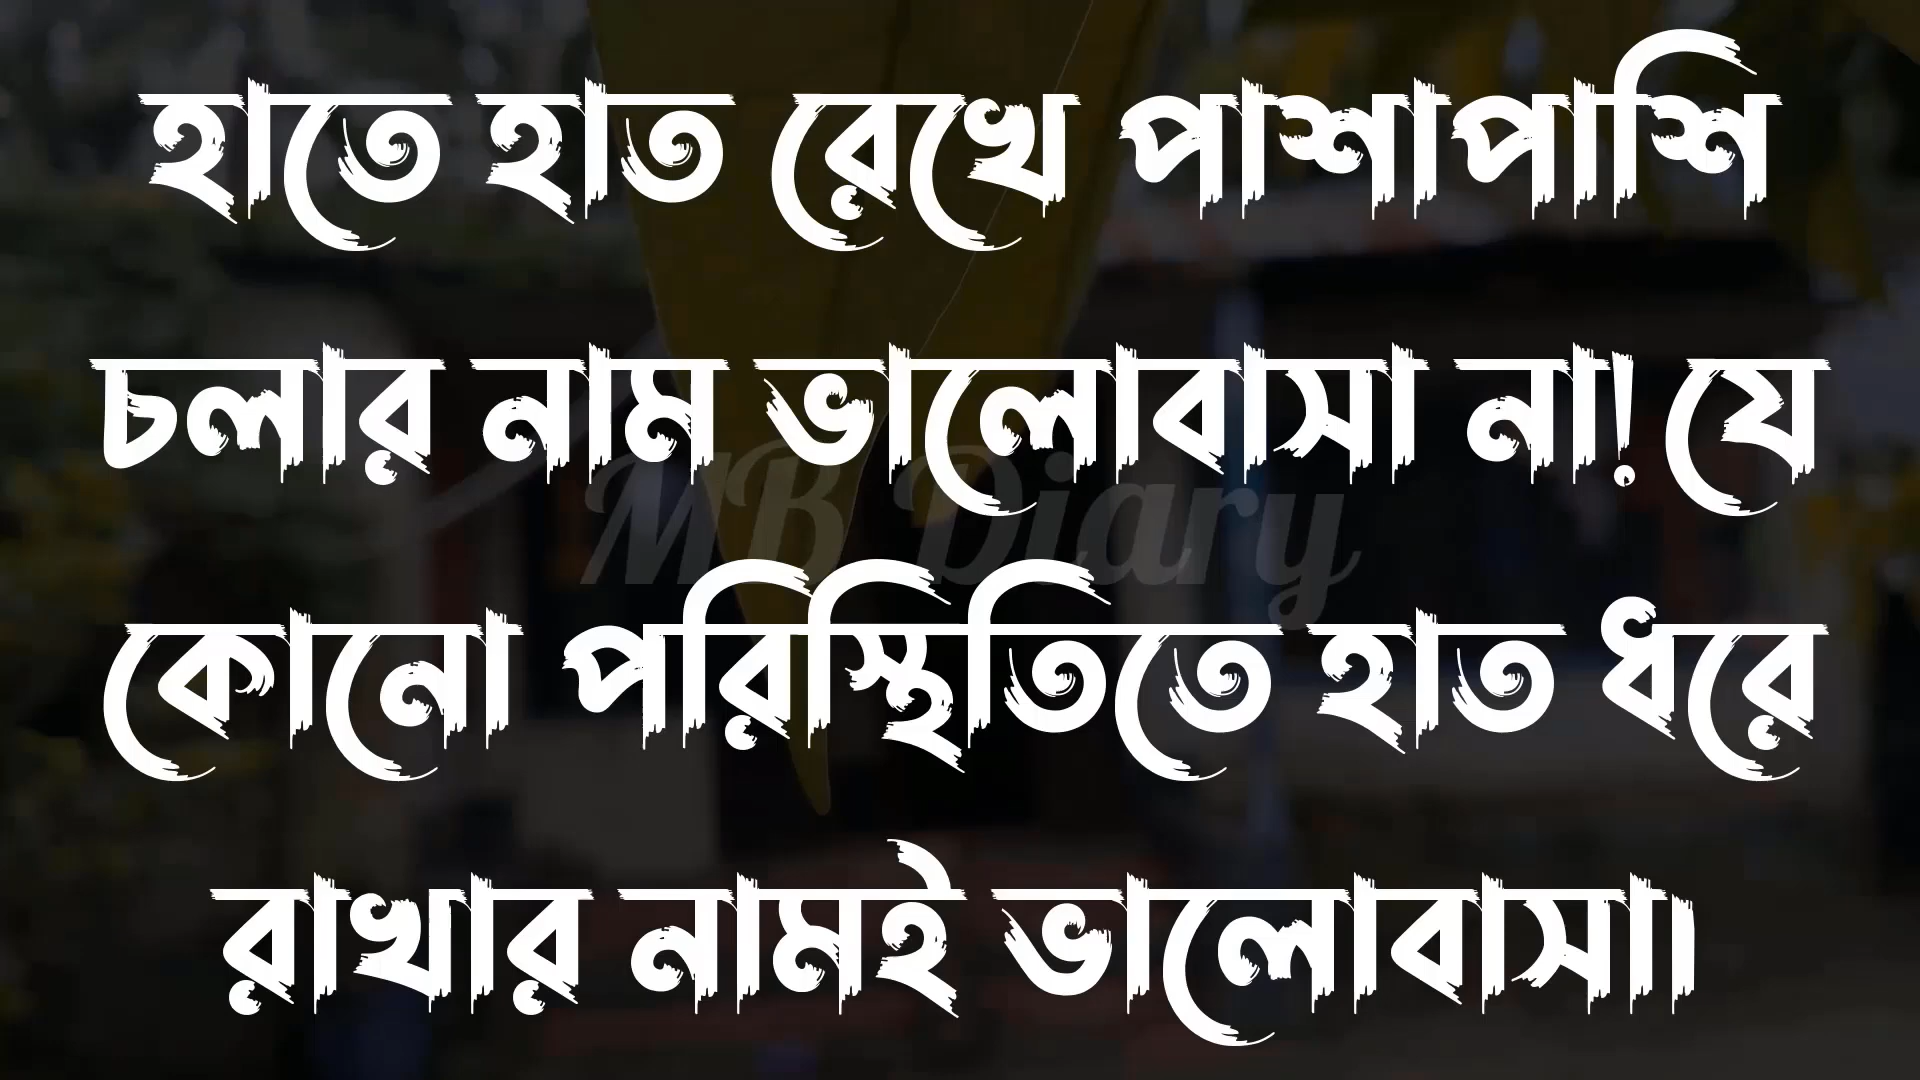 হাতে হাত রেখে পাশাপাশি
চলার নাম ভালোবাসা না! যে
MB Diary
কোনো পরিস্থিতিতে হাত ধরে
রাখার নামই ভালোবাসা।